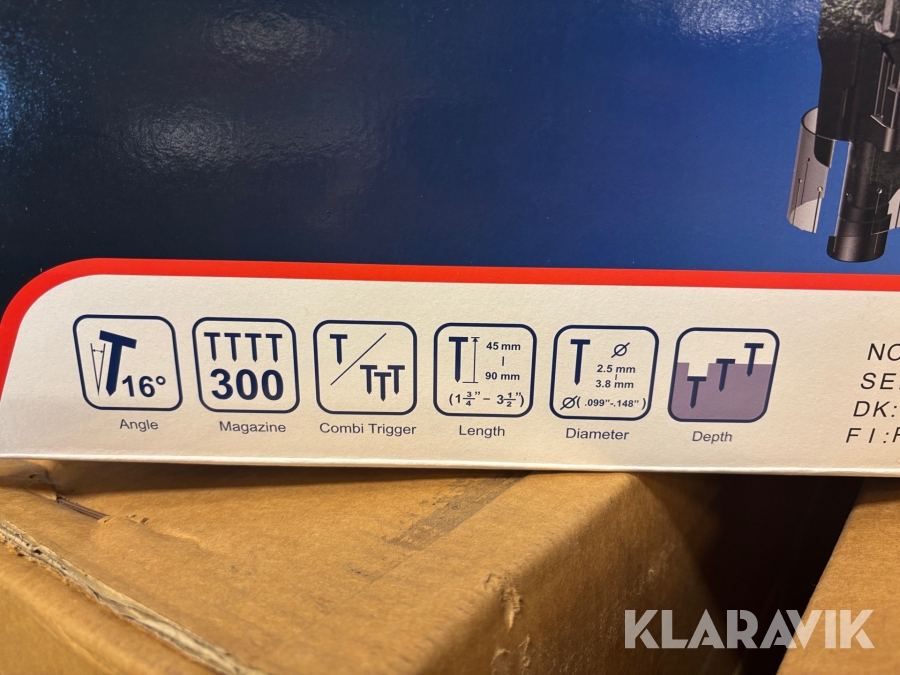 16°
Angle
300
Magazine
Combi Trigger
45 mm
90 mm
(1 3/4" - 3 1/2")
Length
Ø
2.5 mm
3.8 mm
Ø( .099"-.148" )
Diameter
Depth
NO
SE
DK:
FI:F
KLARAVIK